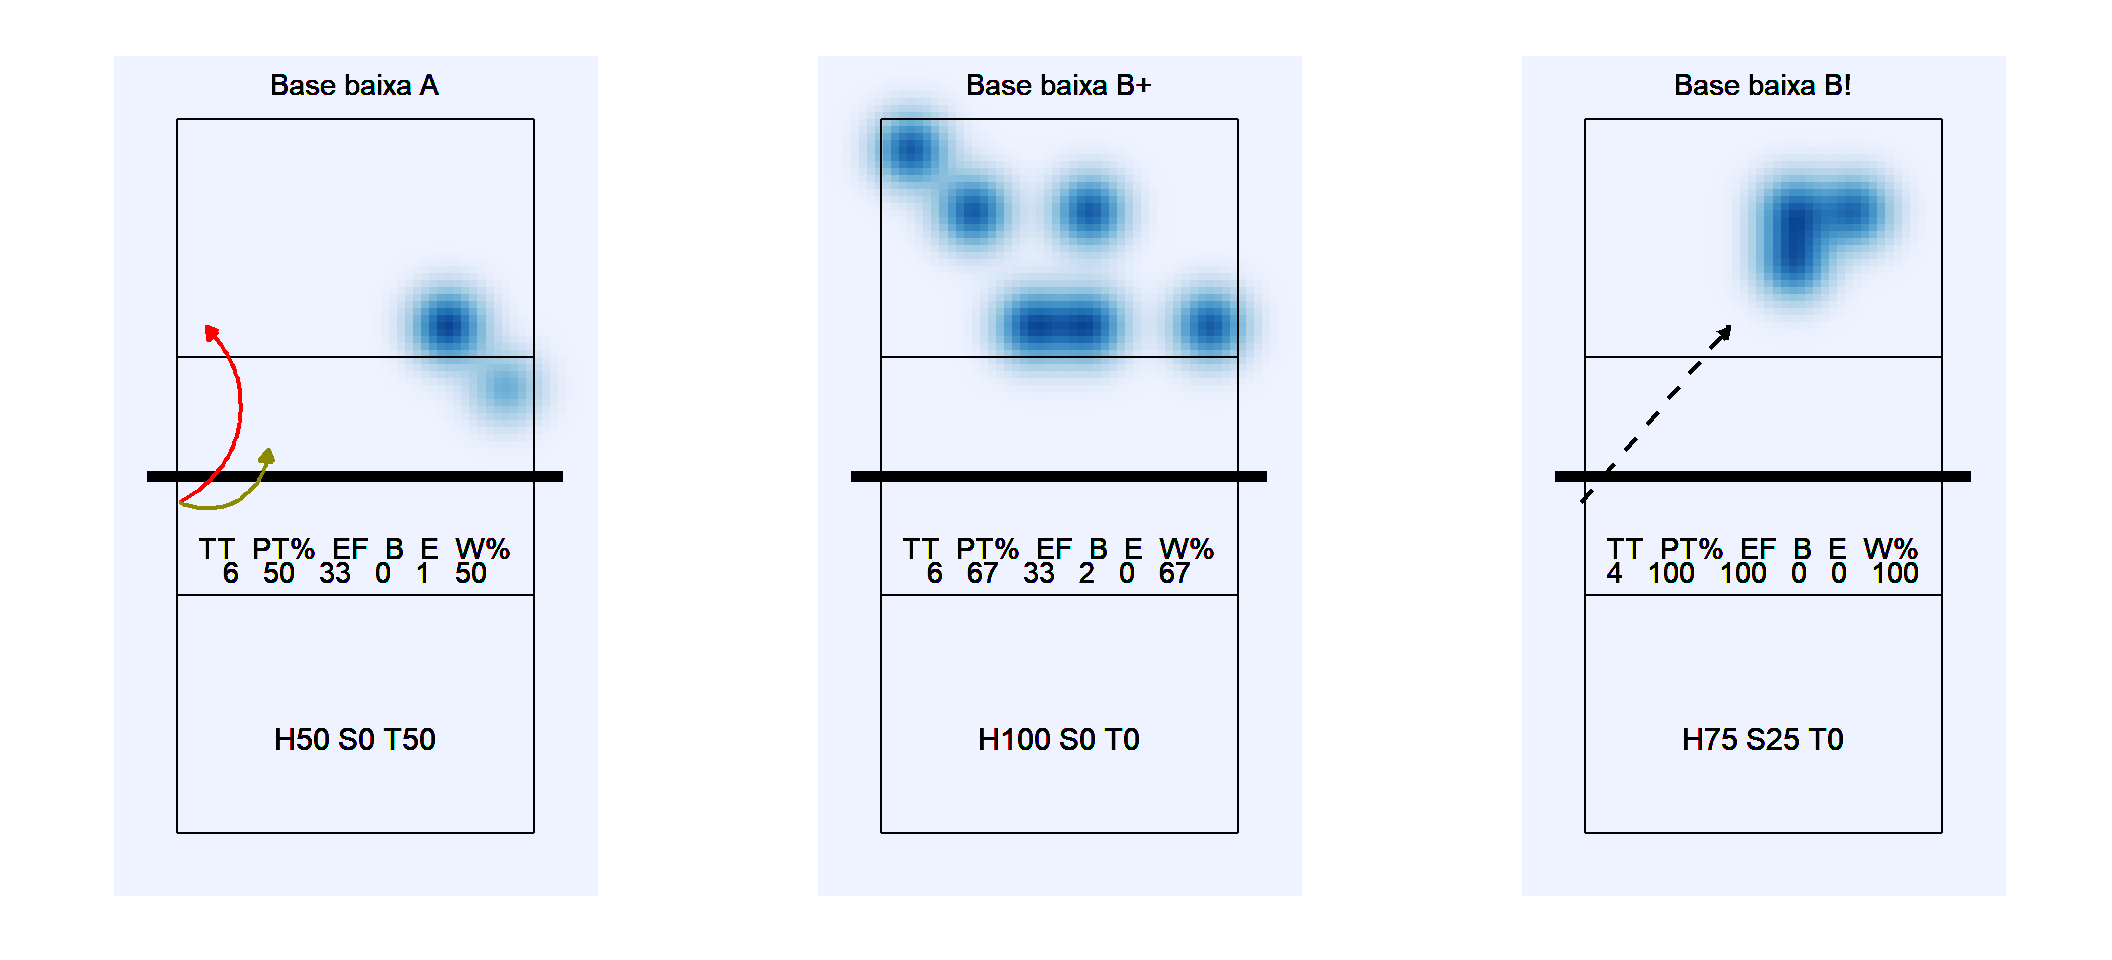 Base baixa A
TT PT% EF B E W%
6 50 33 0 1 50
H50 S0 T50
Base baixa B+
TT PT% EF B E W%
6 67 33 2 0 67
H100 S0 T0
Base baixa B!
TT PT% EF B E W%
4 100 100 0 0 100
H75 S25 T0